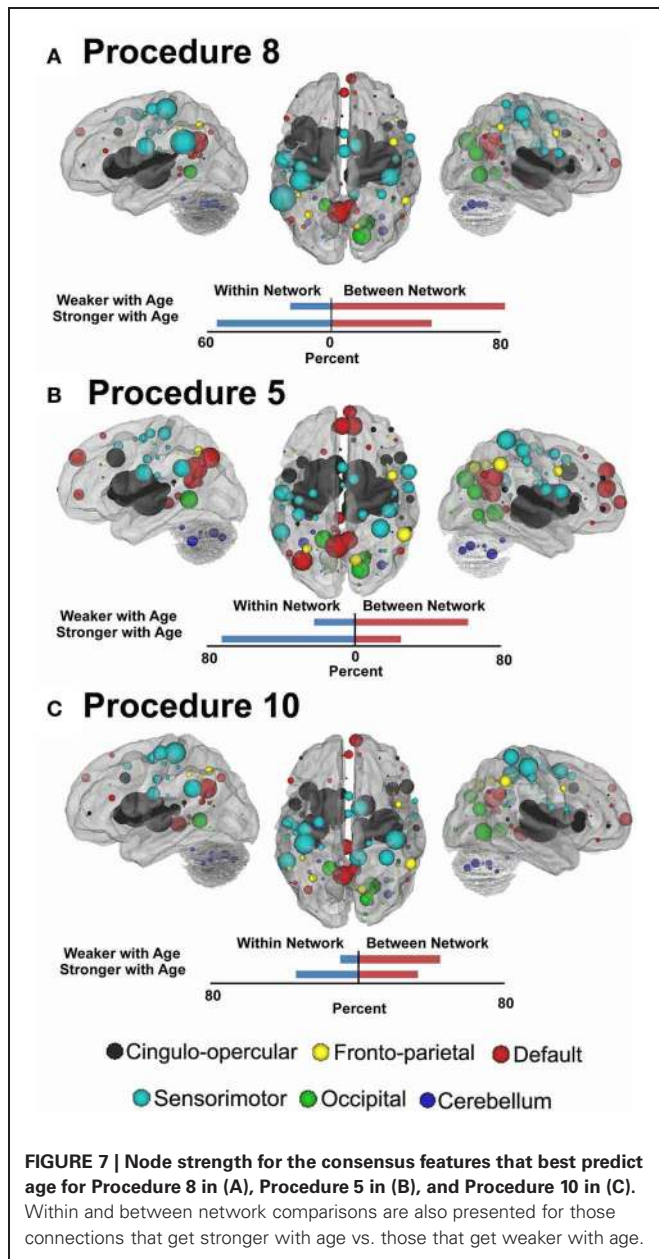 A Procedure 8
Within Network Between Network
Weaker with Age
Stronger with Age
60 0 80
Percent
B Procedure 5
Within Network Between Network
Weaker with Age
Stronger with Age
80 0 80
Percent
C Procedure 10
Within Network Between Network
Weaker with Age
Stronger with Age
80 Percent 80
Cingulo-opercular Fronto-parietal Default
Sensorimotor Occipital Cerebellum
FIGURE 7 | Node strength for the consensus features that best predict
age for Procedure 8 in (A), Procedure 5 in (B), and Procedure 10 in (C).
Within and between network comparisons are also presented for those
connections that get stronger with age vs. those that get weaker with age.